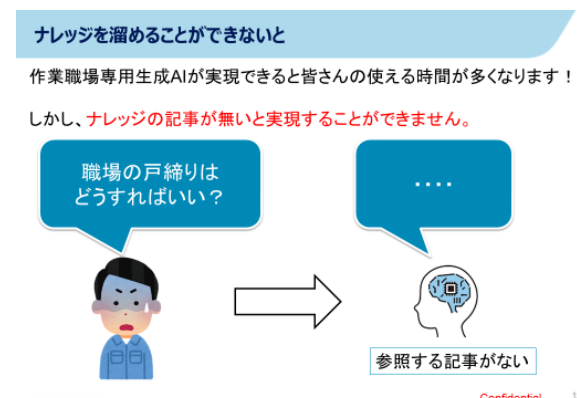 ナレッジを溜めることができないと
作業職場専用生成AIが実現できると皆さんの使える時間が多くなります！
しかし、ナレッジの記事が無いと実現することができません。
職場の戸締りは
どうすればいい？
・・・・
参照する記事がない
Confidential
1